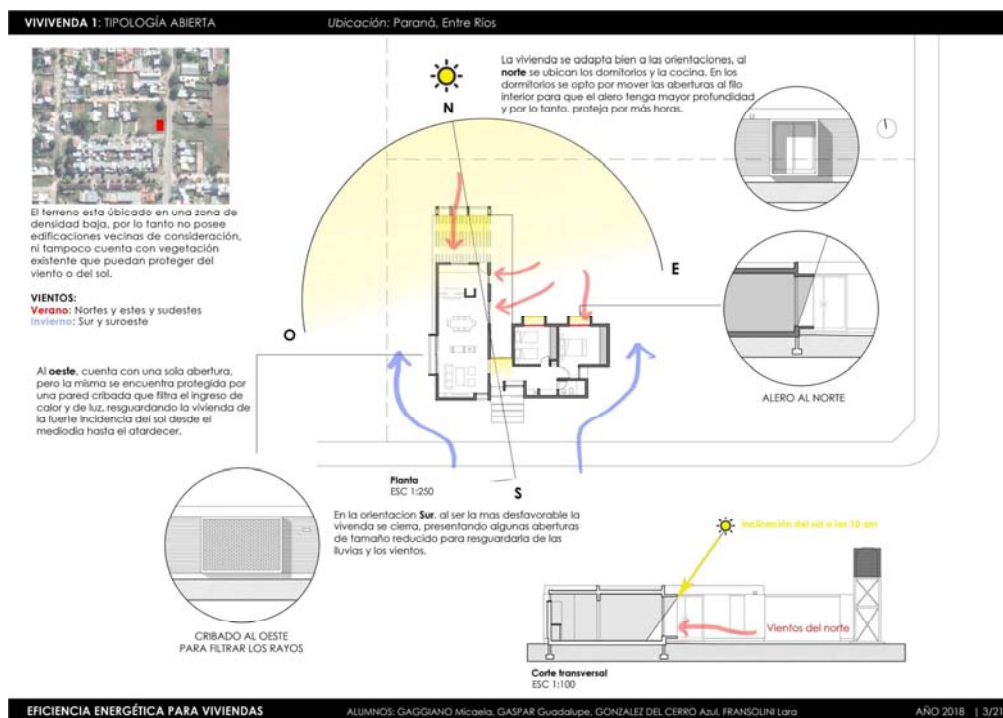 VIVIVENDA 1: TIPOLOGÍA ABIERTA
Ubicación: Paraná, Entre Ríos
La vivienda se adapta bien a las orientaciones, al
norte se ubican los domitorios y la cocina. En los
dormitorios se opto por mover las aberturas al filo
interior para que el alero tenga mayor profundidad
y por lo tanto, proteja por más horas.
N
E
O
S
El terreno esta úbicado en una zona de
densidad baja, por lo tanto no posee
edificaciones vecinas de consideración,
ni tampoco cuenta con vegetación
existente que puedan proteger del
viento o del sol.
VIENTOS:
Verano: Nortes y estes y sudestes
Invierno: Sur y suroeste
Al oeste, cuenta con una sola abertura,
pero la misma se encuentra protegida por
una pared cribada que filtra el ingreso de
calor y de luz, resguardando la vivienda de
la fuerte incidencia del sol desde el
mediodia hasta el atardecer.
ALERO AL NORTE
Planta
ESC 1:250
En la orientacion Sur, al ser la mas desfavorable la
vivenda se cierra, presentando algunas aberturas
de tamaño reducido para resguardarla de las
lluvias y los vientos.
CRIBADO AL OESTE
PARA FILTRAR LOS RAYOS
Inclinación del sol a las 10 am
Vientos del norte
Corte transversal
ESC 1:100
EFICIENCIA ENERGÉTICA PARA VIVIENDAS
ALUMNOS: GAGGIANO Micaela, GASPAR Guadalupe, GONZALEZ DEL CERRO Azul, FRANSOLINI Lara
AÑO 2018 | 3/21